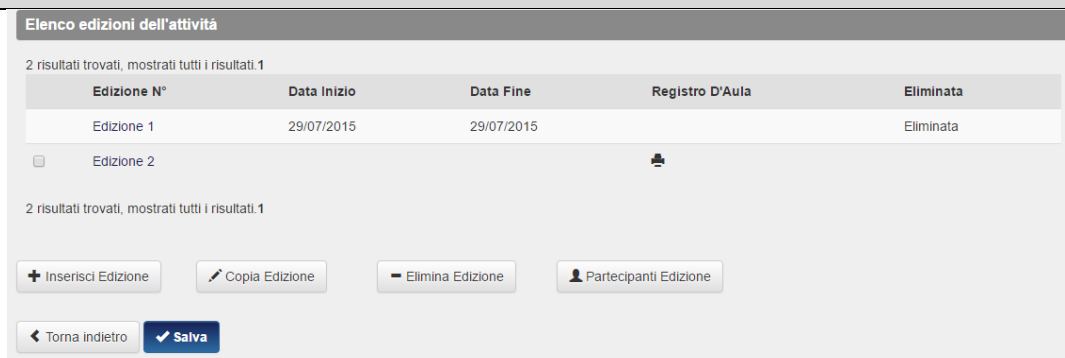 Elenco edizioni dell'attività
2 risultati trovati, mostrati tutti i risultati.1
Edizione N° Data Inizio Data Fine Registro D'Aula Eliminata
Edizione 1 29/07/2015 29/07/2015 Eliminata
Edizione 2
2 risultati trovati, mostrati tutti i risultati.1
Inserisci Edizione Copia Edizione Elimina Edizione Partecipanti Edizione
Torna indietro Salva